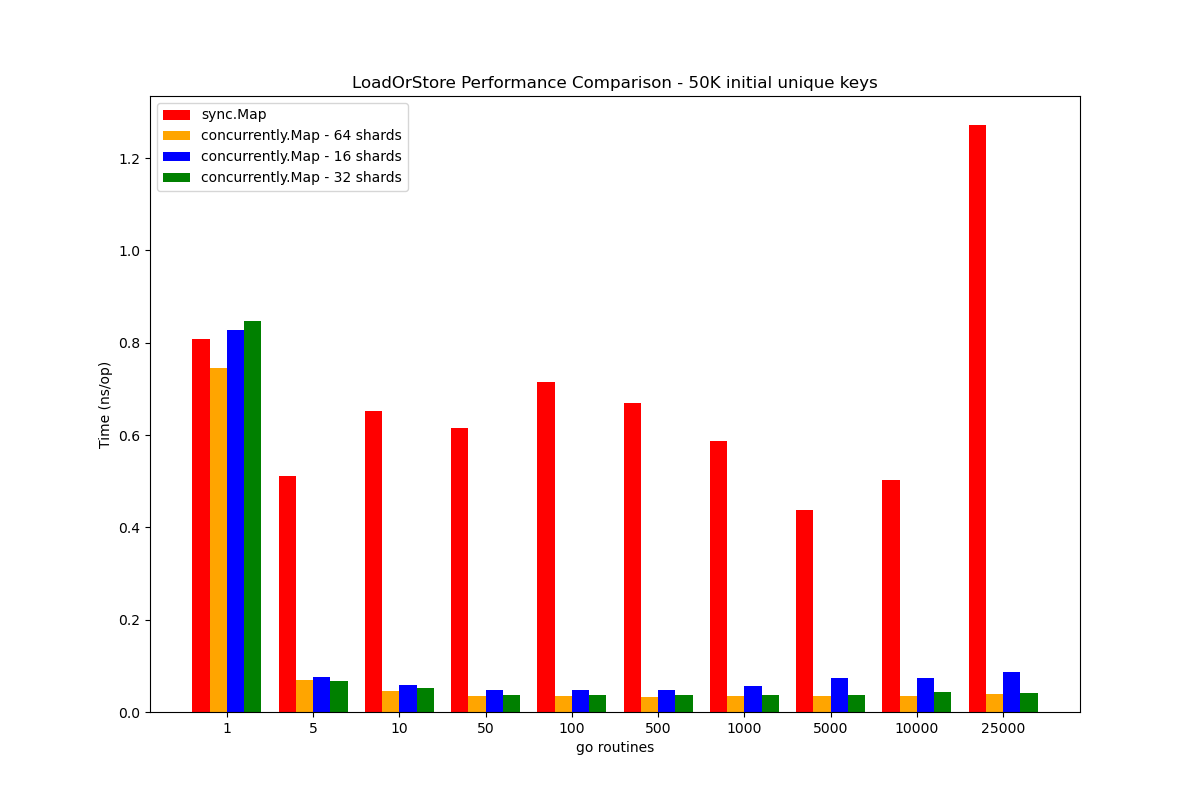 LoadOrStore Performance Comparison - 50K initial unique keys
sync.Map
concurrently.Map - 64 shards
concurrently.Map - 16 shards
concurrently.Map - 32 shards
Time (ns/op)
1.2
1.0
0.8
0.6
0.4
0.2
0.0
1 5 10 50 100 500 1000 5000 10000 25000
go routines